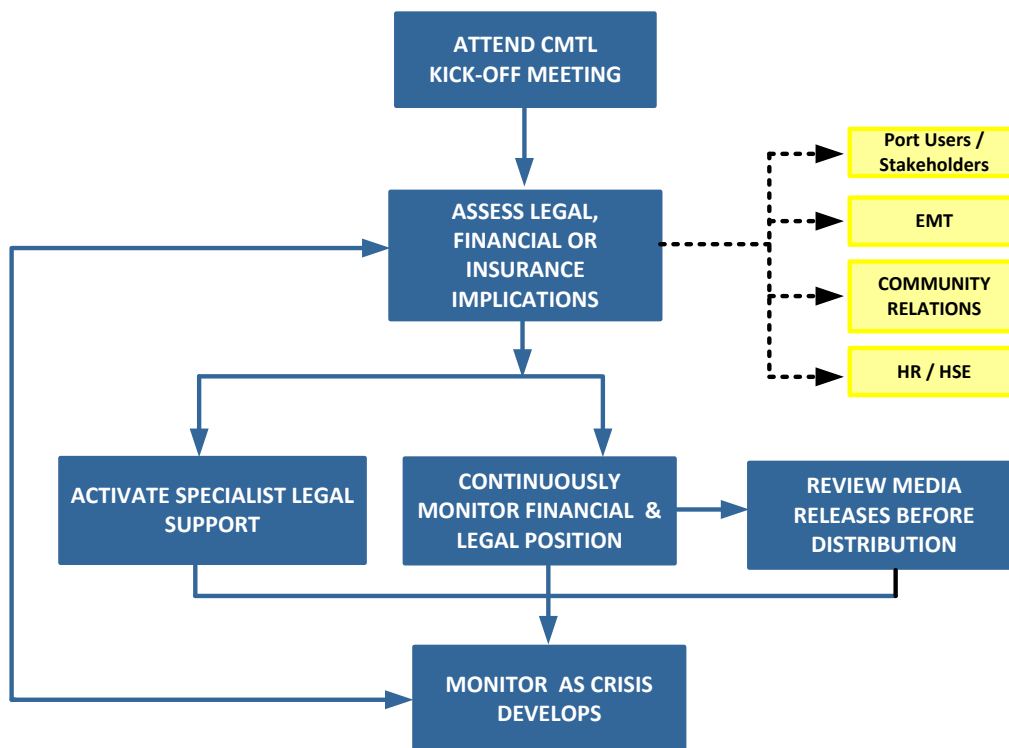 ATTEND CMTL
KICK-OFF MEETING
Port Users /
Stakeholders
ASSESS LEGAL,
FINANCIAL OR
INSURANCE
IMPLICATIONS
EMT
COMMUNITY
RELATIONS
HR / HSE
ACTIVATE SPECIALIST LEGAL
SUPPORT
CONTINUOUSLY
MONITOR FINANCIAL &
LEGAL POSITION
REVIEW MEDIA
RELEASES BEFORE
DISTRIBUTION
MONITOR AS CRISIS
DEVELOPS